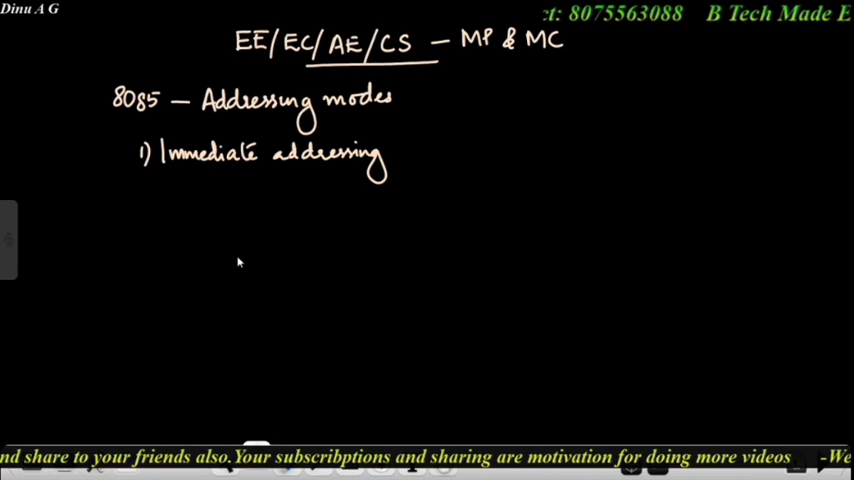 Dinu A G
:t: 8075563088 B Tech Made E
EE/EC/AE/CS - MP & MC
8085 - Addressing modes
1) Immediate addressing
nd share to your friends also.Your subscribptions and sharing are motivation for doing more videos -We